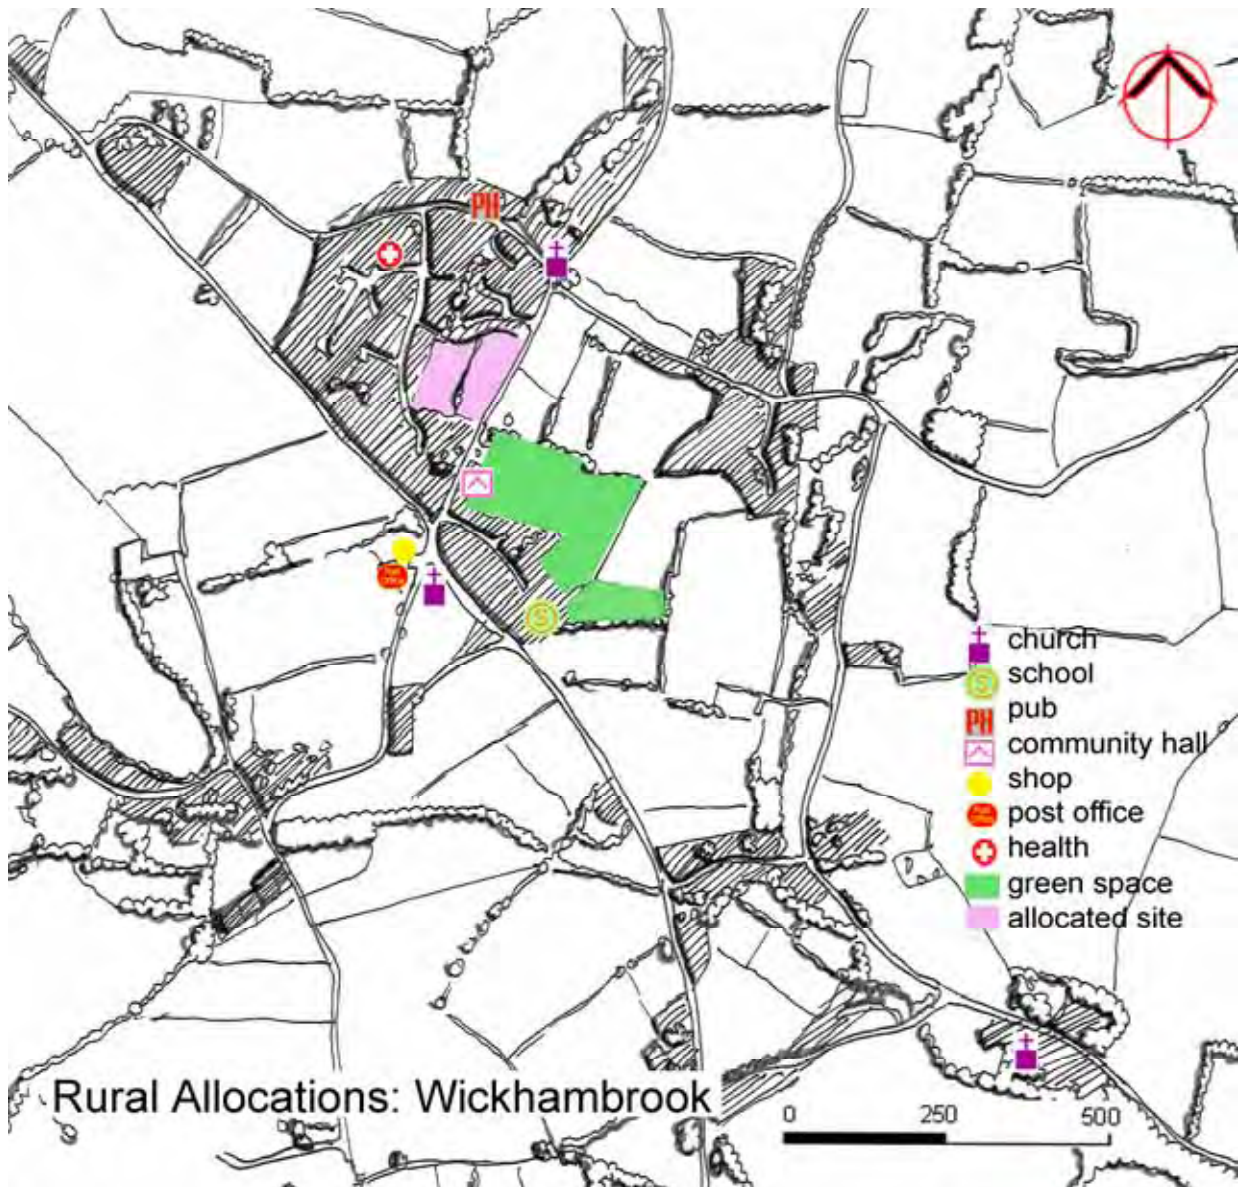 PH
S
church
S
school
PH
pub
community hall
shop
post office
health
green space
allocated site
Rural Allocations: Wickhambrook
0 250 500